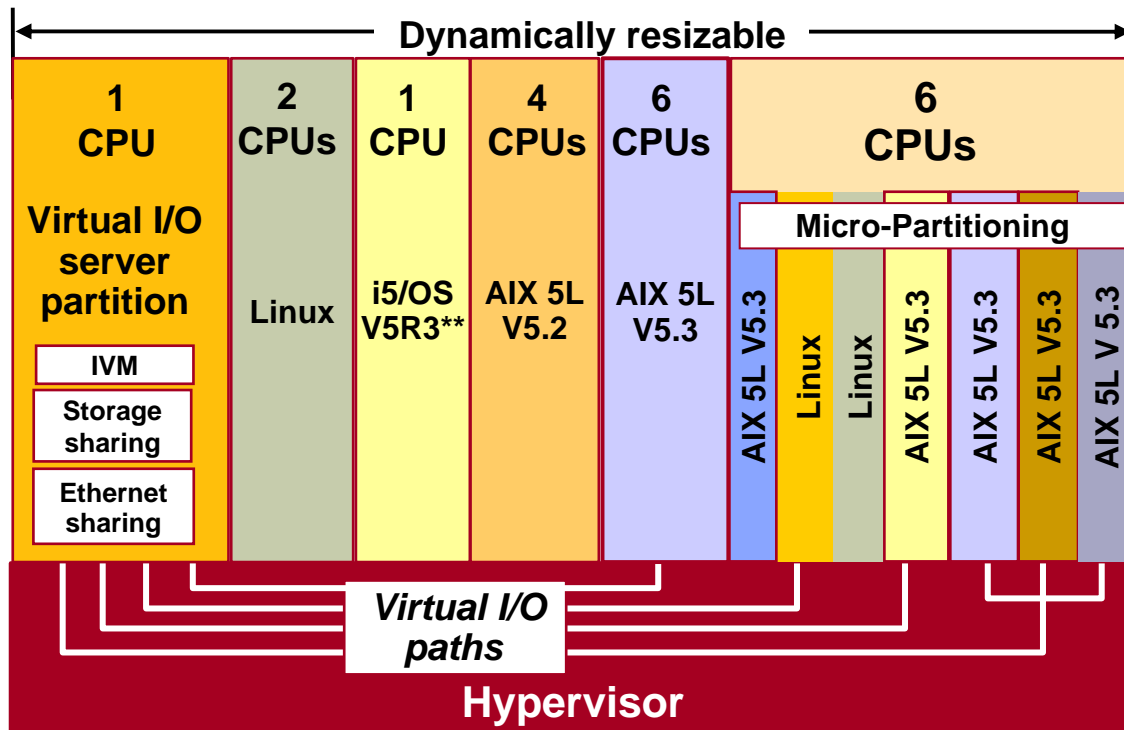 Dynamically resizable
1
CPU
2
CPUs
1
CPU
4
CPUs
6
CPUs
6
CPUs
Virtual I/O
server
partition
IVM
Storage
sharing
Ethernet
sharing
Linux
i5/OS
V5R3**
AIX 5L
V5.2
AIX 5L
V5.3
Micro-Partitioning
AIX 5L V5.3
Linux
Linux
AIX 5L V5.3
AIX 5L V5.3
AIX 5L V5.3
AIX 5L V 5.3
Virtual I/O
paths
Hypervisor